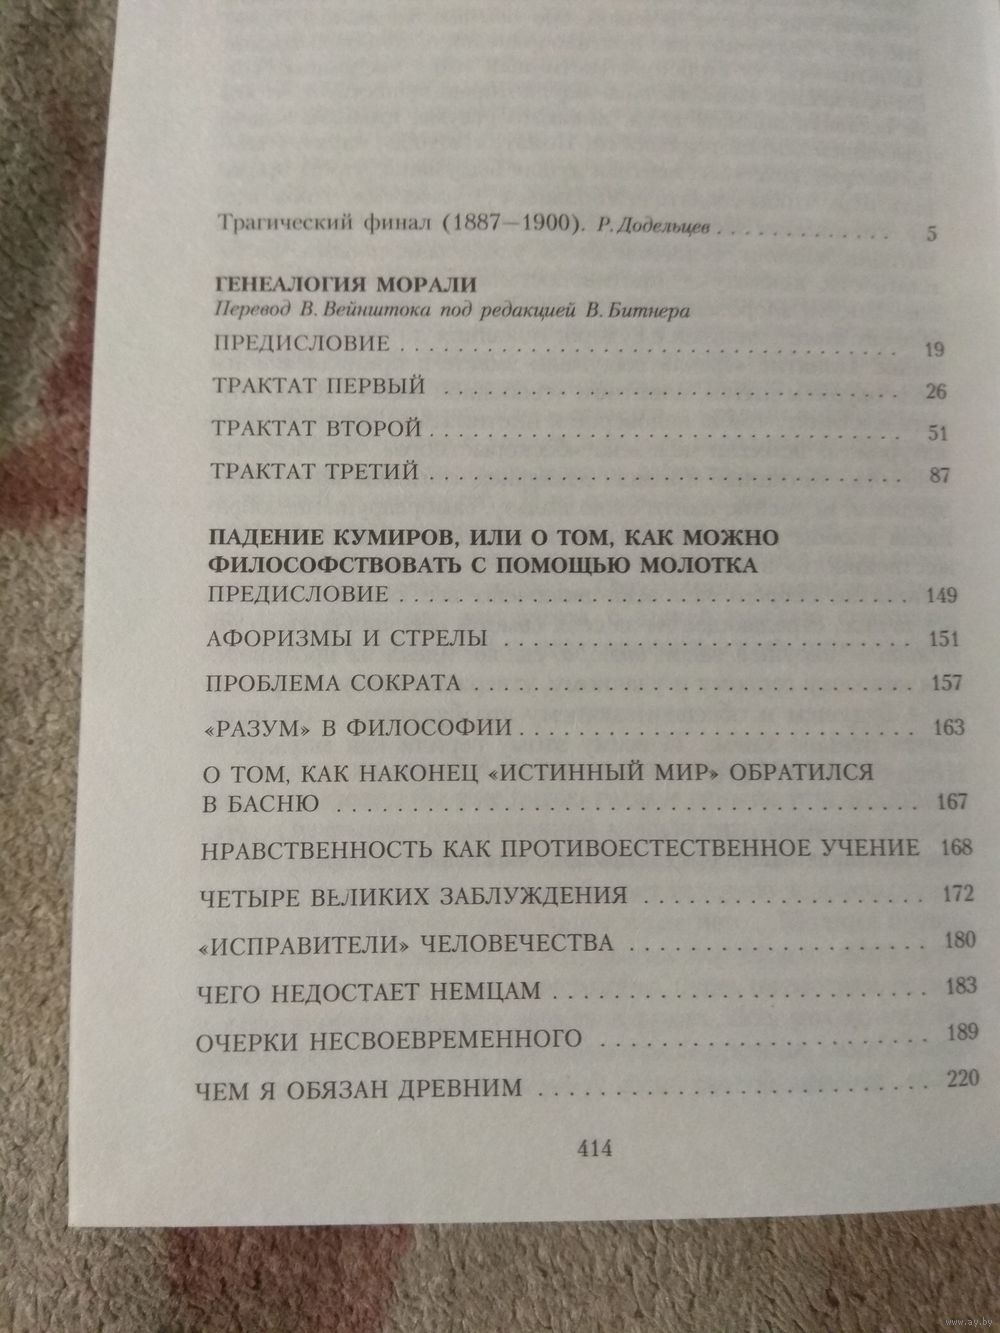 Трагический финал (1887—1900). Р. Додельцев . . . . . . . . . . . . 5
ГЕНЕАЛОГИЯ МОРАЛИ
Перевод В. Вейнштока под редакцией В. Битнера
ПРЕДИСЛОВИЕ . . . . . . . . . . . . . . . . . . . . . . . . . . . . . . 19
ТРАКТАТ ПЕРВЫЙ . . . . . . . . . . . . . . . . . . . . . . . . . . . . 26
ТРАКТАТ ВТОРОЙ . . . . . . . . . . . . . . . . . . . . . . . . . . . . 51
ТРАКТАТ ТРЕТИЙ . . . . . . . . . . . . . . . . . . . . . . . . . . . . 87
ПАДЕНИЕ КУМИРОВ, ИЛИ О ТОМ, КАК МОЖНО
ФИЛОСОФСТВОВАТЬ С ПОМОЩЬЮ МОЛОТКА
ПРЕДИСЛОВИЕ . . . . . . . . . . . . . . . . . . . . . . . . . . . . . . 149
АФОРИЗМЫ И СТРЕЛЫ . . . . . . . . . . . . . . . . . . . . . . . . 151
ПРОБЛЕМА СОКРАТА . . . . . . . . . . . . . . . . . . . . . . . . . . 157
«РАЗУМ» В ФИЛОСОФИИ . . . . . . . . . . . . . . . . . . . . . . . 163
О ТОМ, КАК НАКОНЕЦ «ИСТИННЫЙ МИР» ОБРАТИЛСЯ
В БАСНЮ . . . . . . . . . . . . . . . . . . . . . . . . . . . . . . . . . . 167
НРАВСТВЕННОСТЬ КАК ПРОТИВОЕСТЕСТВЕННОЕ УЧЕНИЕ 168
ЧЕТЫРЕ ВЕЛИКИХ ЗАБЛУЖДЕНИЯ . . . . . . . . . . . . . . . . 172
«ИСПРАВИТЕЛИ» ЧЕЛОВЕЧЕСТВА . . . . . . . . . . . . . . . . . 180
ЧЕГО НЕДОСТАЕТ НЕМЦАМ . . . . . . . . . . . . . . . . . . . . . . 183
ОЧЕРКИ НЕСВОЕВРЕМЕННОГО . . . . . . . . . . . . . . . . . . . 189
ЧЕМ Я ОБЯЗАН ДРЕВНИМ . . . . . . . . . . . . . . . . . . . . . . . 220
414
www.ay.by